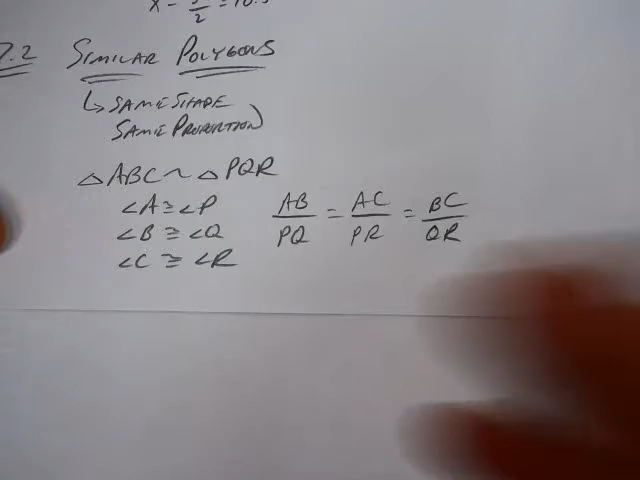 7.2 SIMILAR POLYGONS
↳ SAME SHAPE
SAME PROPORTION
△ABC ~ △PQR
∠A ≅ ∠P
∠B ≅ ∠Q
∠C ≅ ∠R
AB/PQ = AC/PR = BC/QR